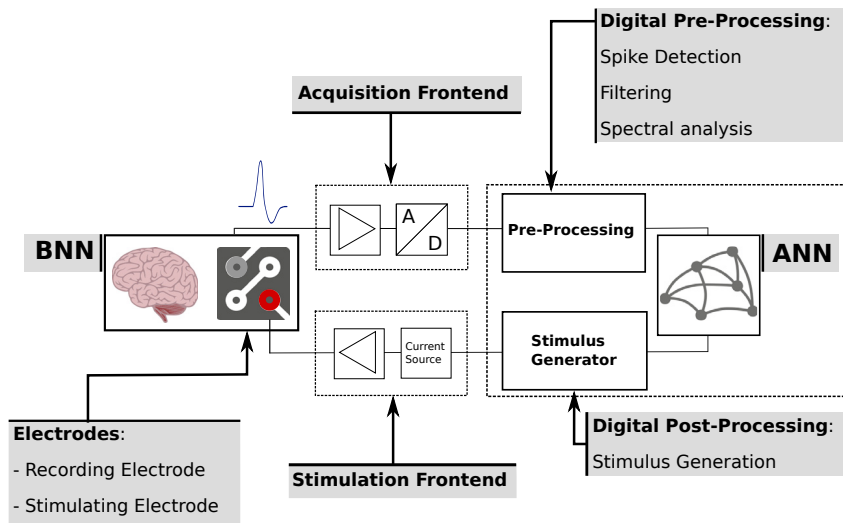 Digital Pre-Processing:
Spike Detection
Filtering
Spectral analysis
Acquisition Frontend
A
D
Pre-Processing
BNN
ANN
Current
Source
Stimulus
Generator
Electrodes:
- Recording Electrode
- Stimulating Electrode
Stimulation Frontend
Digital Post-Processing:
Stimulus Generation